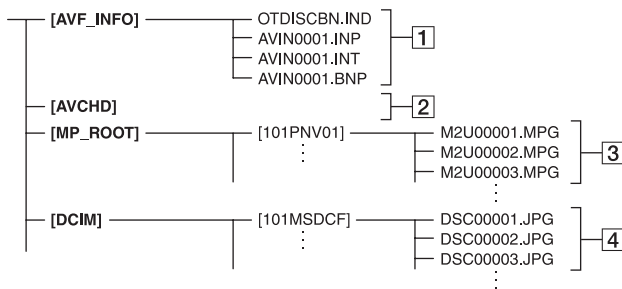 [AVF_INFO] OTDISCBN.IND
AVIN0001.INP 1
AVIN0001.INT
AVIN0001.BNP
[AVCHD] 2
[MP_ROOT] [101PNV01] M2U00001.MPG
M2U00002.MPG 3
M2U00003.MPG
[DCIM] [101MSDCF] DSC00001.JPG
DSC00002.JPG 4
DSC00003.JPG